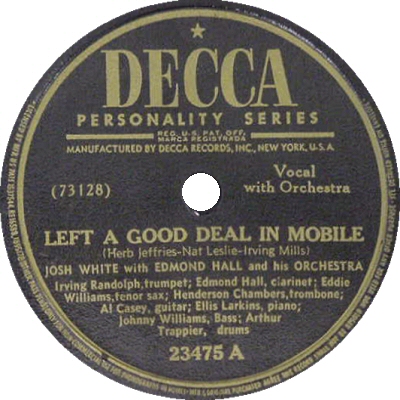 DECCA
PERSONALITY SERIES
REG. U.S. PAT. OFF.
MARCA REGISTRADA
MANUFACTURED BY DECCA RECORDS, INC., NEW YORK, U.S.A.
(73128)
Vocal
with Orchestra
LEFT A GOOD DEAL IN MOBILE
(Herb Jeffries-Nat Leslie-Irving Mills)
JOSH WHITE with EDMOND HALL and his ORCHESTRA
Irving Randolph,trumpet; Edmond Hall, clarinet; Eddie
Williams,tenor sax; Henderson Chambers,trombone;
Al Casey, guitar; Ellis Larkins, piano;
Johnny Williams, Bass; Arthur
Trappier, drums
23475 A